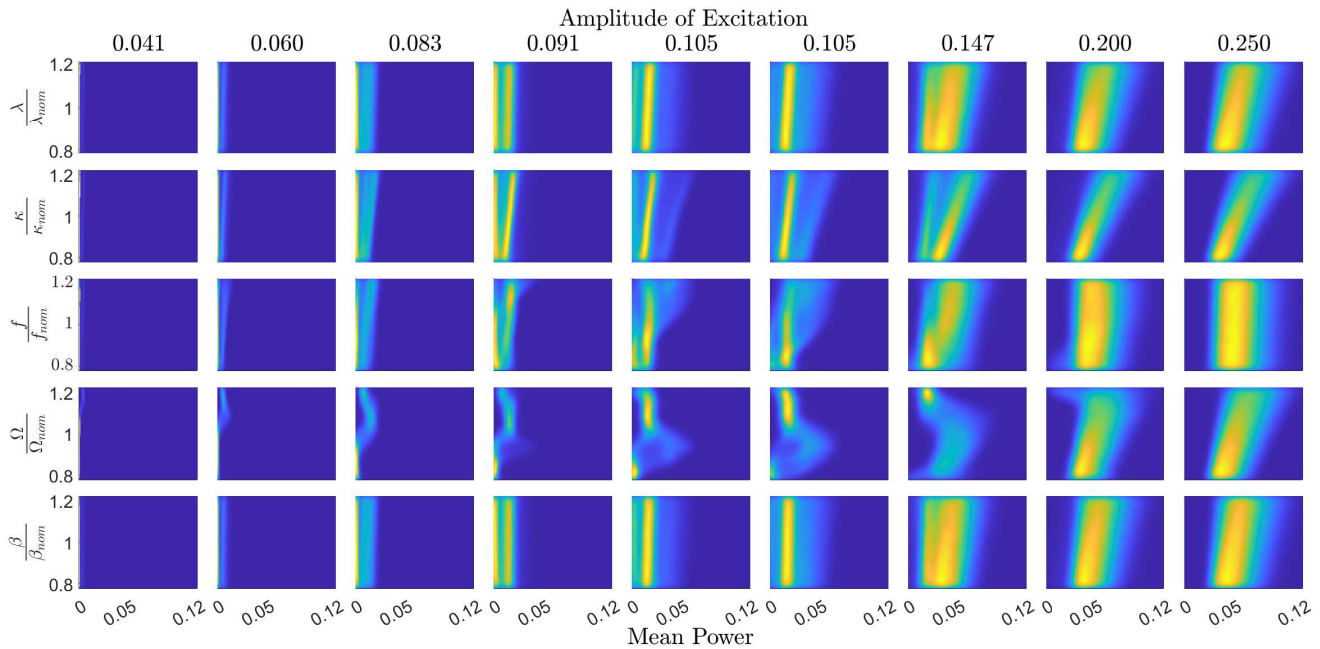 Amplitude of Excitation
0.041 0.060 0.083 0.091 0.105 0.105 0.147 0.200 0.250
1.2
λ
λnom
1
0.8
1.2
κ
κnom
1
0.8
1.2
f
fnom
1
0.8
1.2
Ω
Ωnom
1
0.8
1.2
β
βnom
1
0.8
0 0.05 0.12 0 0.05 0.12 0 0.05 0.12 0 0.05 0.12 0 0.05 0.12 0 0.05 0.12 0 0.05 0.12 0 0.05 0.12 0 0.05 0.12
Mean Power